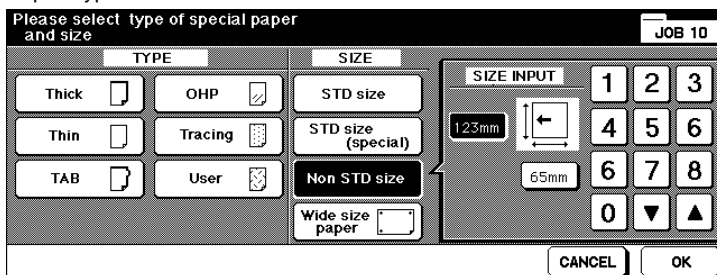 Please select type of special paper
and size
JOB 10
TYPE
SIZE
Thick
OHP
Thin
Tracing
TAB
User
STD size
STD size
(special)
Non STD size
Wide size
paper
SIZE INPUT
123mm
65mm
1 2 3
4 5 6
6 7 8
0 ▼ ▲
CANCEL
OK